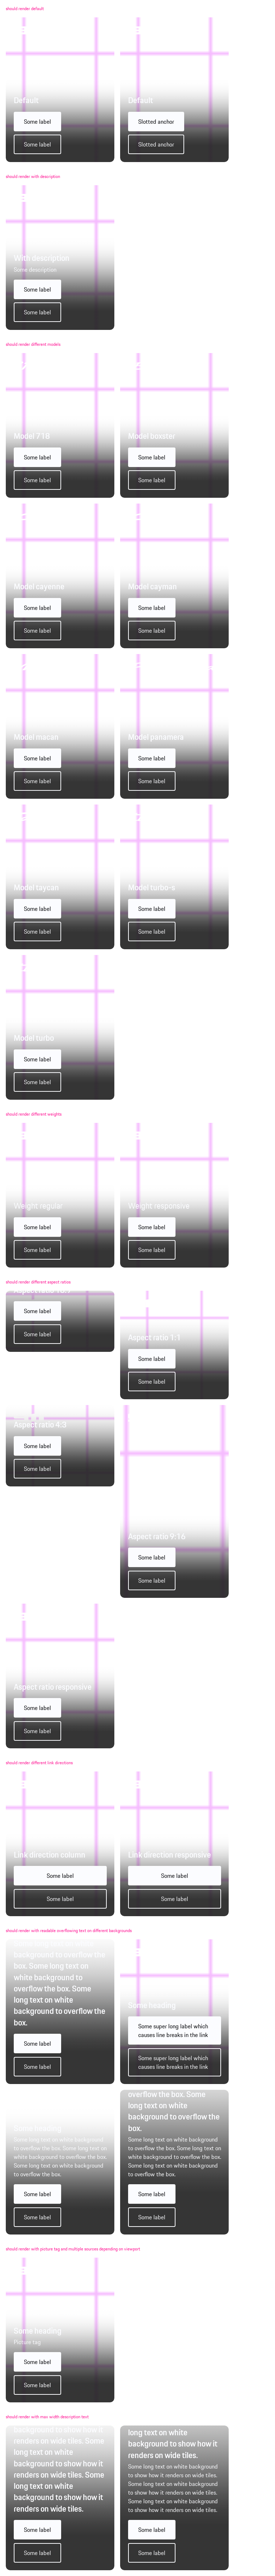 should render default
Default
Some label
Some label
Default
Slotted anchor
Slotted anchor
should render with description
With description
Some description
Some label
Some label
should render different models
Model 718
Some label
Some label
Model boxster
Some label
Some label
Model cayenne
Some label
Some label
Model cayman
Some label
Some label
Model macan
Some label
Some label
Model panamera
Some label
Some label
Model taycan
Some label
Some label
Model turbo-s
Some label
Some label
Model turbo
Some label
Some label
should render different weights
Weight regular
Some label
Some label
Weight responsive
Some label
Some label
should render different aspect ratios
Some label
Some label
Aspect ratio 1:1
Some label
Some label
Aspect ratio 4:3
Some label
Some label
Aspect ratio 9:16
Some label
Some label
Aspect ratio responsive
Some label
Some label
should render different link directions
Link direction column
Some label
Some label
Link direction responsive
Some label
Some label
should render with readable overflowing text on different backgrounds
background to overflow the
box. Some long text on
white background to
overflow the box. Some
long text on white
background to overflow the
box.
Some label
Some label
Some heading
Some super long label which
causes line breaks in the link
Some super long label which
causes line breaks in the link
Some heading
Some long text on white background
to overflow the box. Some long text on
white background to overflow the box.
Some long text on white background
to overflow the box.
Some label
Some label
overflow the box. Some
long text on white
background to overflow the
box.
Some long text on white background
to overflow the box. Some long text on
white background to overflow the box.
Some long text on white background
to overflow the box.
Some label
Some label
should render with picture tag and multiple sources depending on viewport
Some heading
Picture tag
Some label
Some label
should render with max-width description text
background to show how it
renders on wide tiles. Some
long text on white
background to show how it
renders on wide tiles. Some
long text on white
background to show how it
renders on wide tiles.
Some label
Some label
long text on white
background to show how it
renders on wide tiles.
Some long text on white background
to show how it renders on wide tiles.
Some long text on white background
to show how it renders on wide tiles.
Some long text on white background
to show how it renders on wide tiles.
Some label
Some label